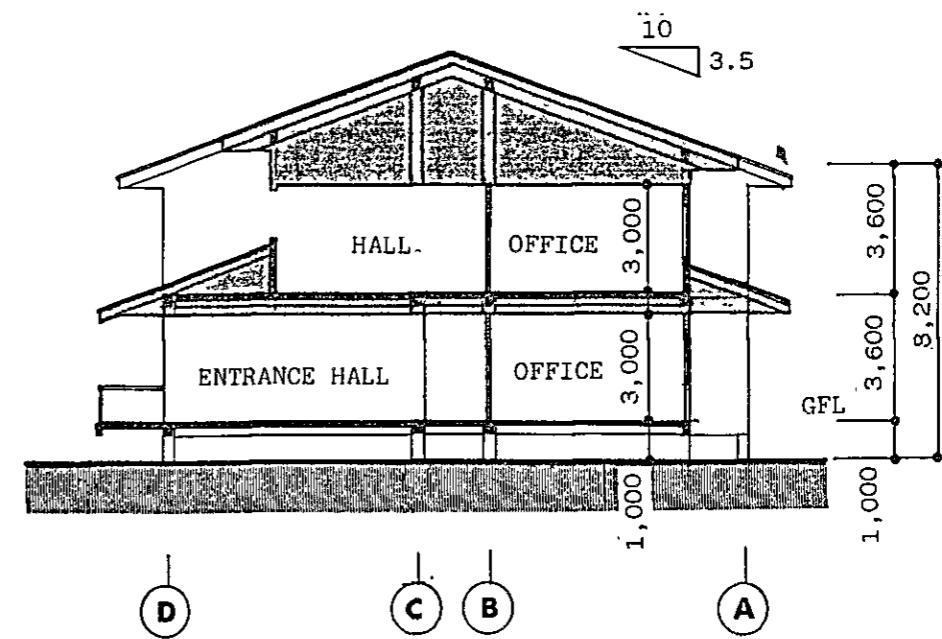 10
3.5
HALL
OFFICE
3,000
3,600
8,200
ENTRANCE HALL
OFFICE
3,000
3,600
GFL
1,000
1,000
D
C
B
A